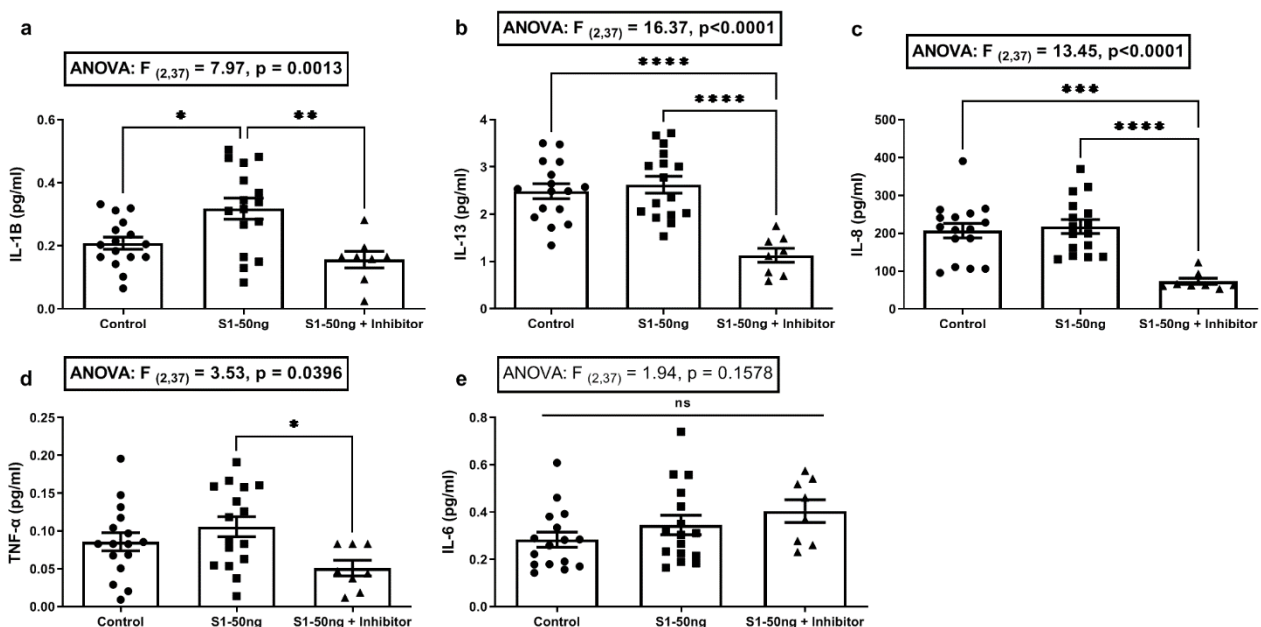 a
ANOVA: F (2,37) = 7.97, p = 0.0013
* **
IL-1B (pg/ml)
0.6
0.4
0.2
0.0
Control S1-50ng S1-50ng + Inhibitor
b
ANOVA: F (2,37) = 16.37, p<0.0001
****
****
IL-13 (pg/ml)
4
3
2
1
0
Control S1-50ng S1-50ng + Inhibitor
c
ANOVA: F (2,37) = 13.45, p<0.0001
***
****
IL-8 (pg/ml)
500
400
300
200
100
0
Control S1-50ng S1-50ng + Inhibitor
d
ANOVA: F (2,37) = 3.53, p = 0.0396
*
TNF-α (pg/ml)
0.25
0.20
0.15
0.10
0.05
0.00
Control S1-50ng S1-50ng + Inhibitor
e
ANOVA: F (2,37) = 1.94, p = 0.1578
ns
IL-6 (pg/ml)
0.8
0.6
0.4
0.2
0.0
Control S1-50ng S1-50ng + Inhibitor